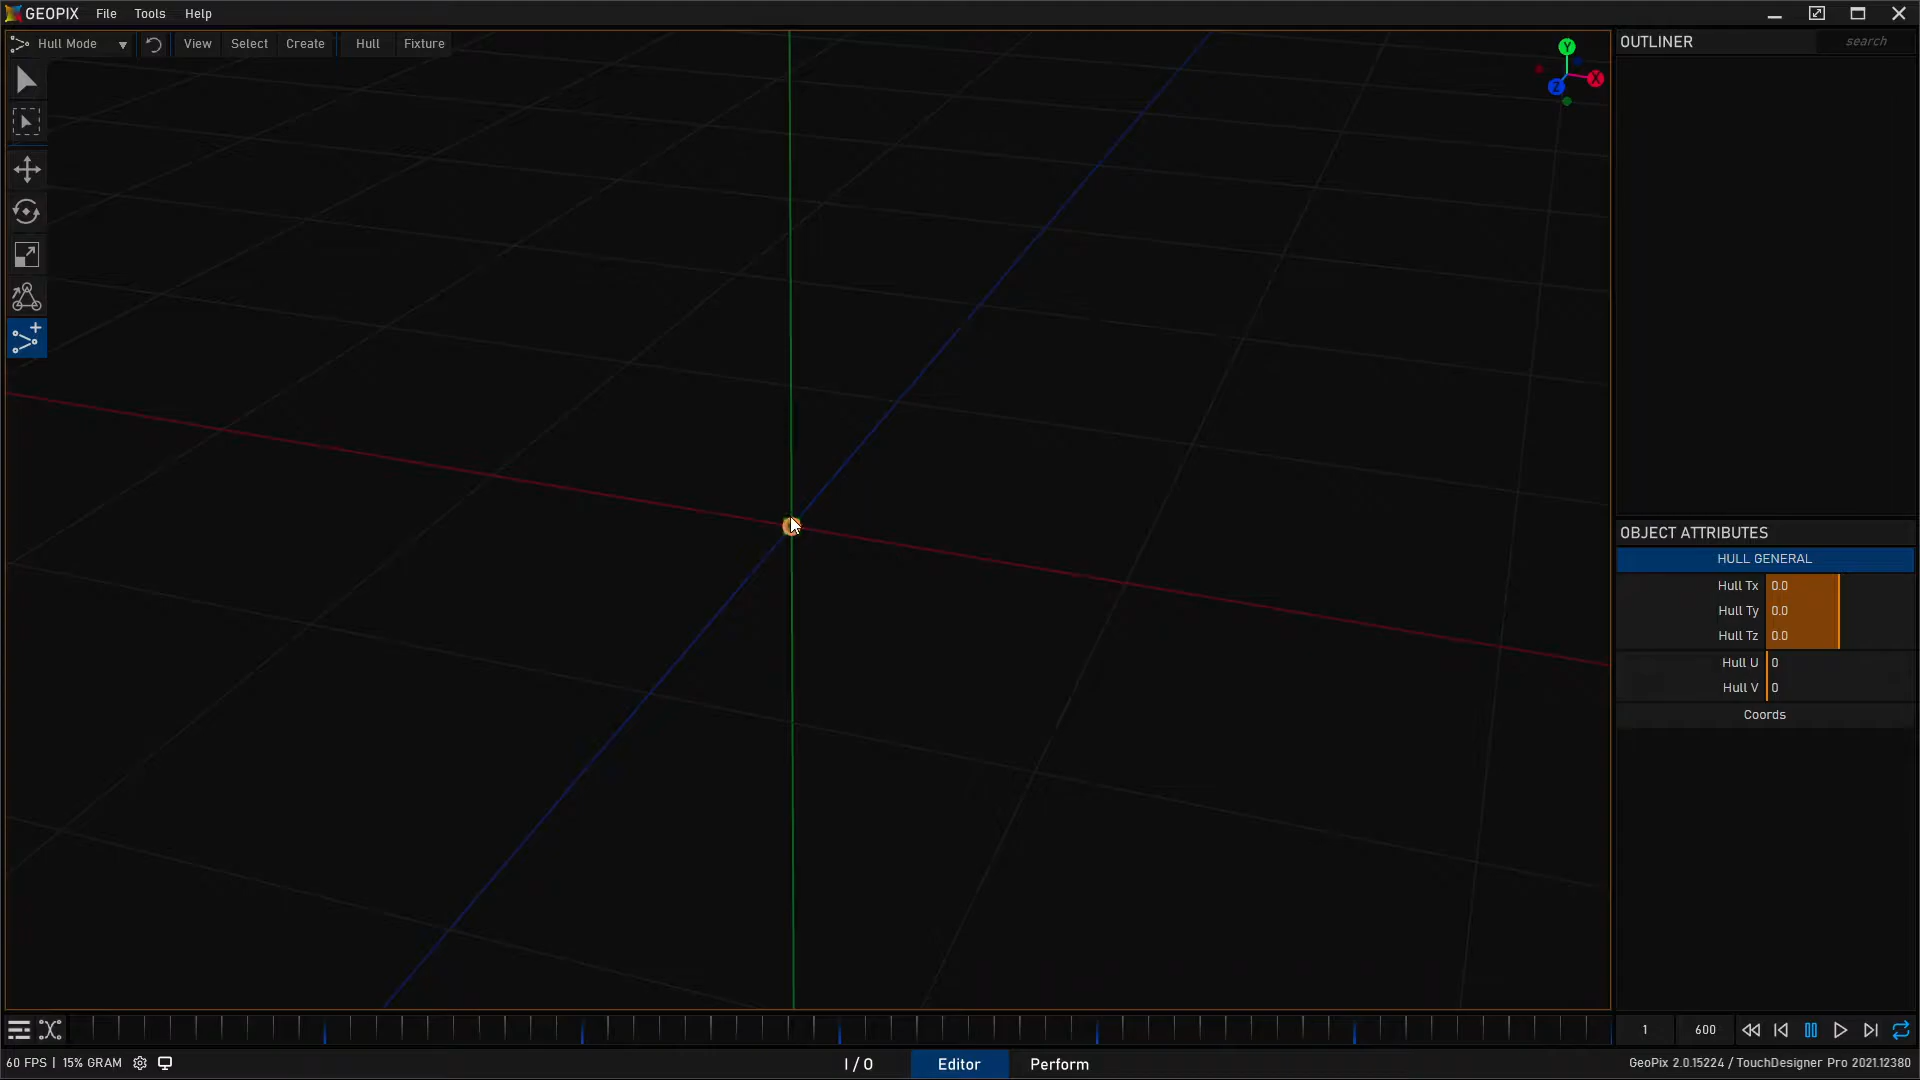 GEOPIX File Tools Help
Hull Mode View Select Create Hull Fixture
Y
X
Z
OUTLINER search
OBJECT ATTRIBUTES
HULL GENERAL
Hull Tx 0.0
Hull Ty 0.0
Hull Tz 0.0
Hull U 0
Hull V 0
Coords
1 600
60 FPS | 15% GRAM I / O Editor Perform GeoPix 2.0.15224 / TouchDesigner Pro 2021.12380